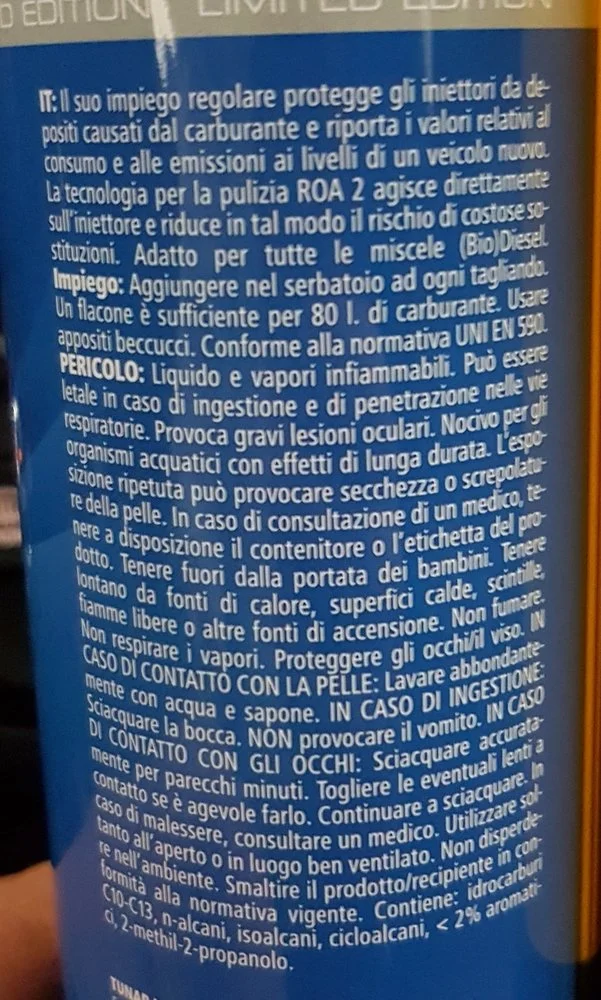 D EDITION LIMITED EDITION
IT: Il suo impiego regolare protegge gli iniettori da de-
positi causati dal carburante e riporta i valori relativi al
consumo e alle emissioni ai livelli di un veicolo nuovo.
La tecnologia per la pulizia ROA 2 agisce direttamente
sull'iniettore e riduce in tal modo il rischio di costose so-
stituzioni. Adatto per tutte le miscele (Bio)Diesel.
Impiego: Aggiungere nel serbatoio ad ogni tagliando.
Un flacone è sufficiente per 80 l. di carburante. Usare
appositi beccucci. Conforme alla normativa UNI EN 590.
PERICOLO: Liquido e vapori infiammabili. Può essere
letale in caso di ingestione e di penetrazione nelle vie
respiratorie. Provoca gravi lesioni oculari. Nocivo per gli
organismi acquatici con effetti di lunga durata. L'espo-
sizione ripetuta può provocare secchezza o screpolatu-
re della pelle. In caso di consultazione di un medico, te-
nere a disposizione il contenitore o l'etichetta del pro-
dotto. Tenere fuori dalla portata dei bambini. Tenere
lontano da fonti di calore, superfici calde, scintille,
fiamme libere o altre fonti di accensione. Non fumare.
Non respirare i vapori. Proteggere gli occhi/il viso. IN
CASO DI CONTATTO CON LA PELLE: Lavare abbondante-
mente con acqua e sapone. IN CASO DI INGESTIONE:
Sciacquare la bocca. NON provocare il vomito. IN CASO
DI CONTATTO CON GLI OCCHI: Sciacquare accurata-
mente per parecchi minuti. Togliere le eventuali lenti a
contatto se è agevole farlo. Continuare a sciacquare. In
caso di malessere, consultare un medico. Utilizzare sol-
tanto all'aperto o in luogo ben ventilato. Non disperde-
re nell'ambiente. Smaltire il prodotto/recipiente in con-
formità alla normativa vigente. Contiene: idrocarburi
C10-C13, n-alcani, isoalcani, cicloalcani, < 2% aromati-
ci, 2-methil-2-propanolo.